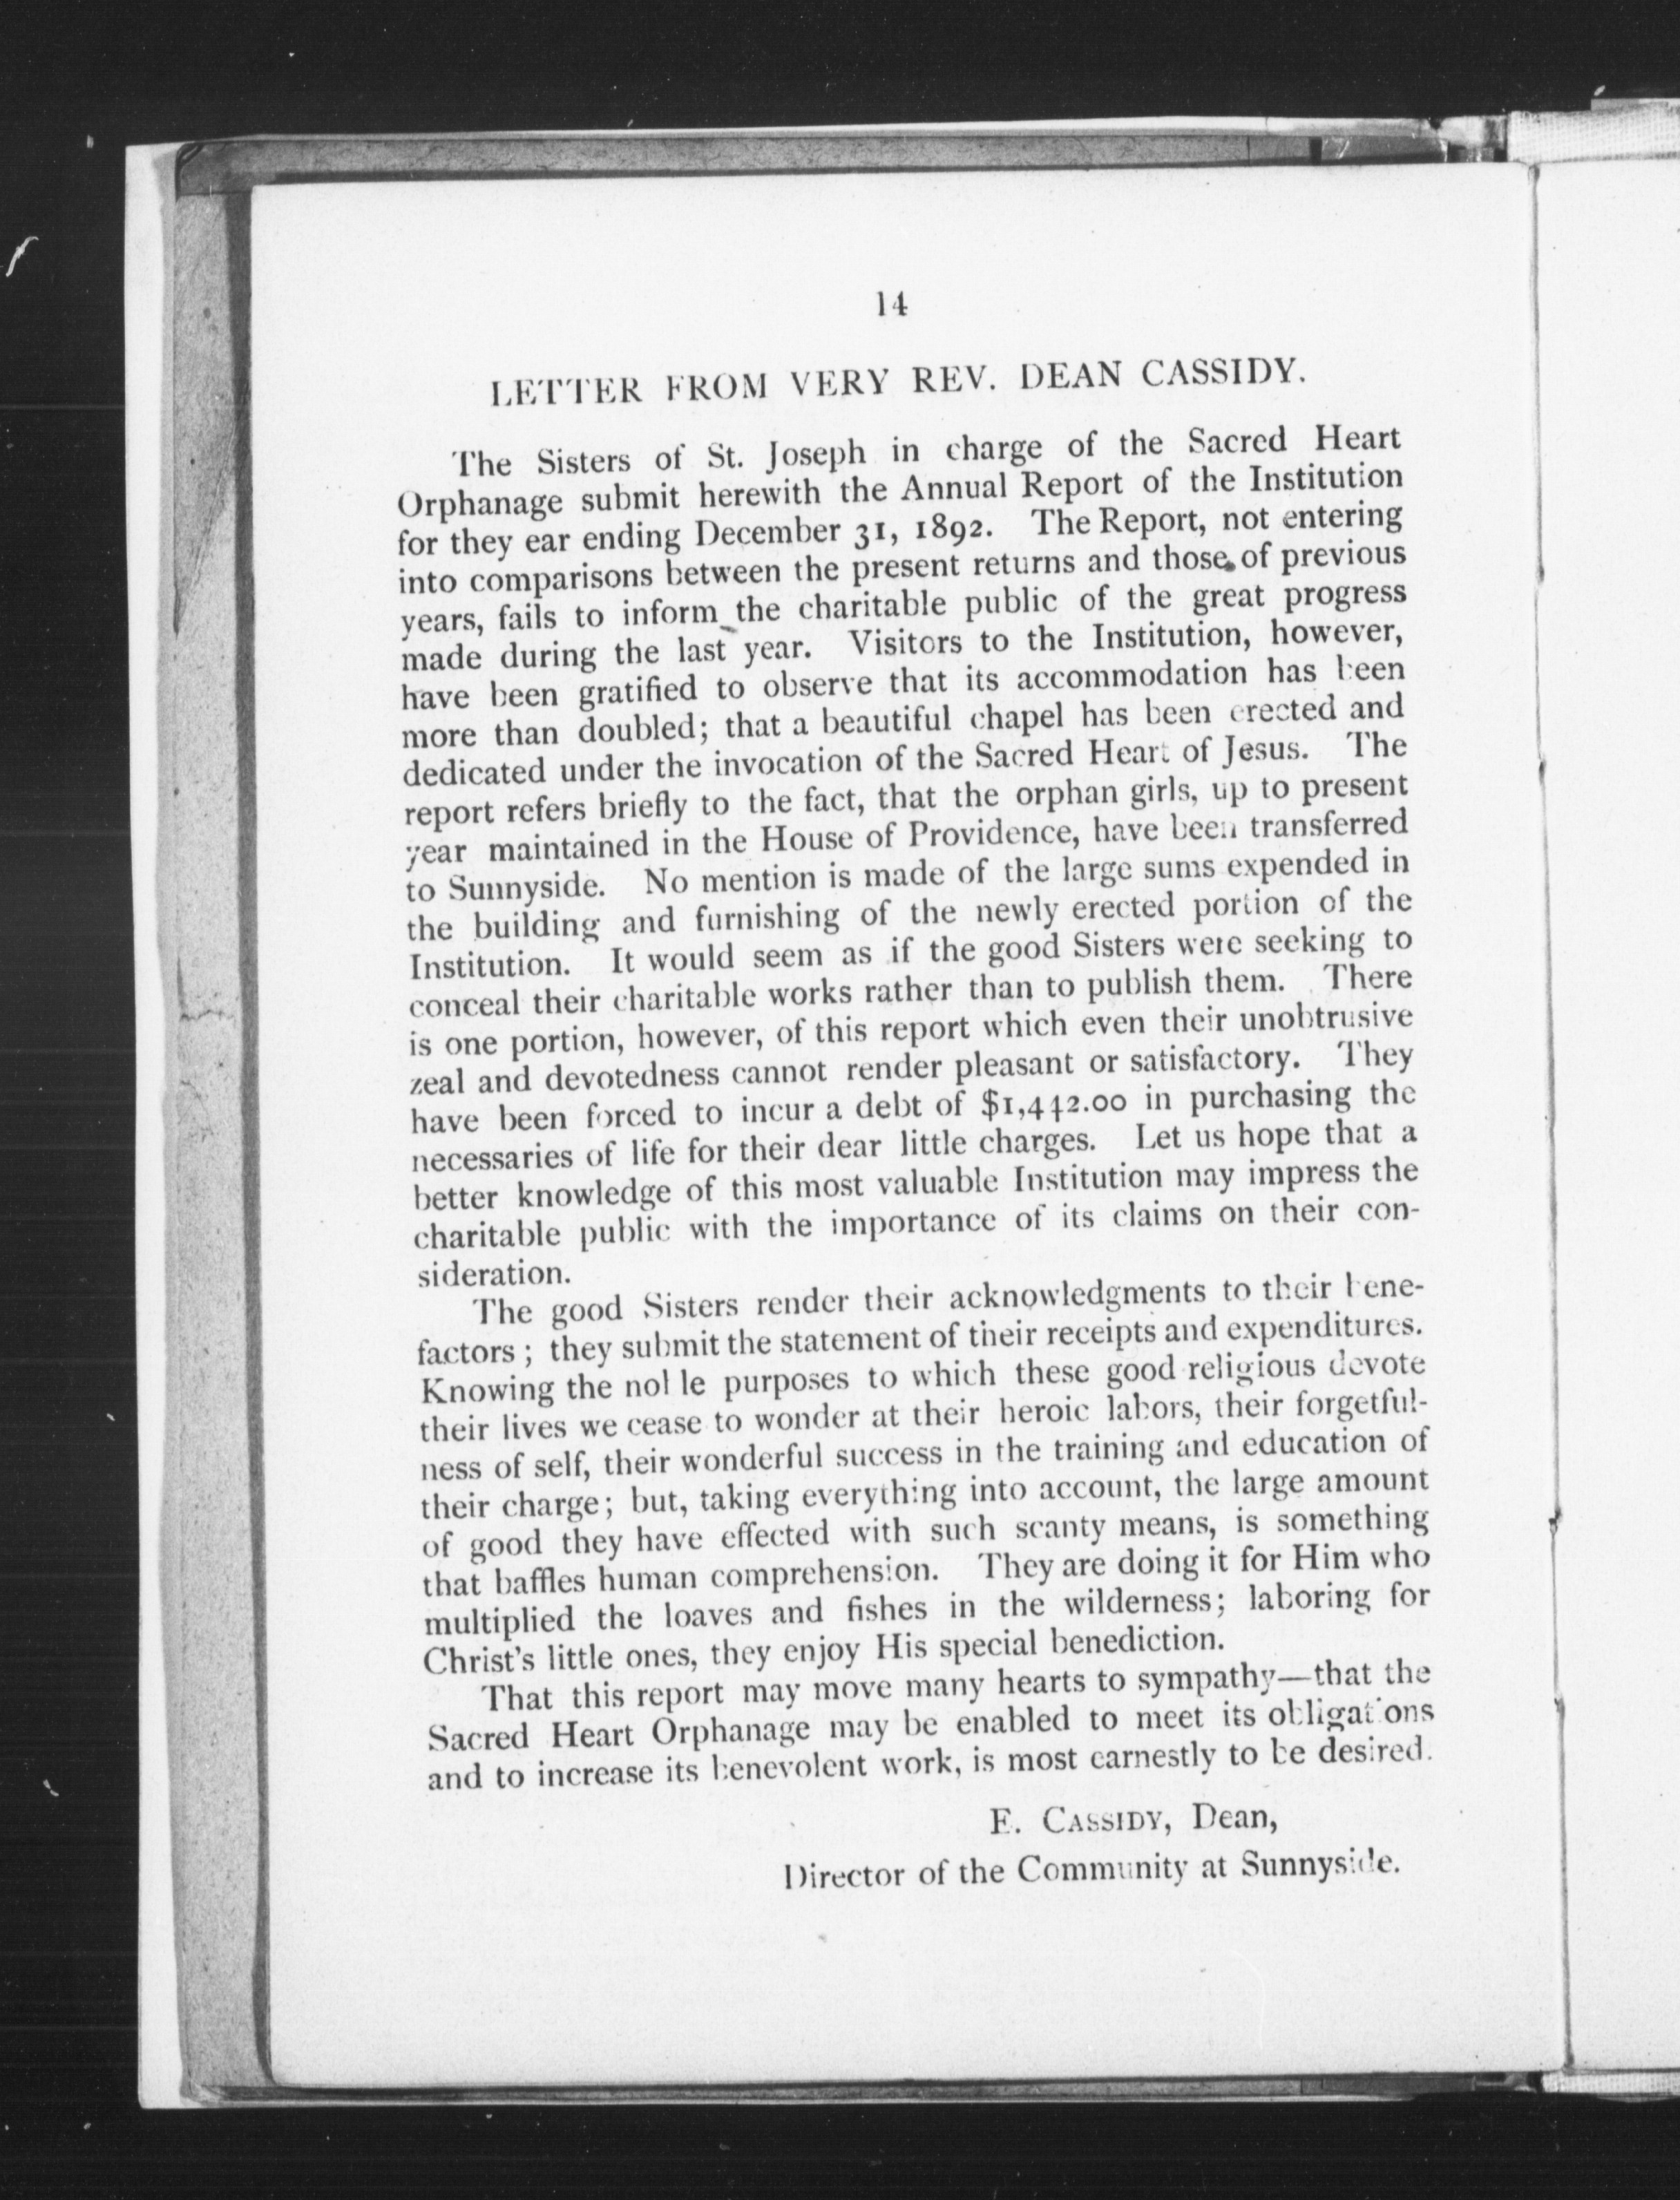 14
LETTER FROM VERY REV. DEAN CASSIDY.
The Sisters of St. Joseph in charge of the Sacred Heart
Orphanage submit herewith the Annual Report of the Institution
for they ear ending December 31, 1892. The Report, not entering
into comparisons between the present returns and those of previous
years, fails to inform the charitable public of the great progress
made during the last year. Visitors to the Institution, however,
have been gratified to observe that its accommodation has been
more than doubled; that a beautiful chapel has been erected and
dedicated under the invocation of the Sacred Heart of Jesus. The
report refers briefly to the fact, that the orphan girls, up to present
year maintained in the House of Providence, have been transferred
to Sunnyside. No mention is made of the large sums expended in
the building and furnishing of the newly erected portion of the
Institution. It would seem as if the good Sisters were seeking to
conceal their charitable works rather than to publish them. There
is one portion, however, of this report which even their unobtrusive
zeal and devotedness cannot render pleasant or satisfactory. They
have been forced to incur a debt of $1,442.00 in purchasing the
necessaries of life for their dear little charges. Let us hope that a
better knowledge of this most valuable Institution may impress the
charitable public with the importance of its claims on their con-
sideration.
The good Sisters render their acknowledgments to their bene-
factors ; they submit the statement of their receipts and expenditures.
Knowing the noble purposes to which these good religious devote
their lives we cease to wonder at their heroic labors, their forgetful-
ness of self, their wonderful success in the training and education of
their charge; but, taking everything into account, the large amount
of good they have effected with such scanty means, is something
that baffles human comprehension. They are doing it for Him who
multiplied the loaves and fishes in the wilderness; laboring for
Christ's little ones, they enjoy His special benediction.
That this report may move many hearts to sympathy—that the
Sacred Heart Orphanage may be enabled to meet its obligations
and to increase its benevolent work, is most earnestly to be desired.
E. CASSIDY, Dean,
Director of the Community at Sunnyside.